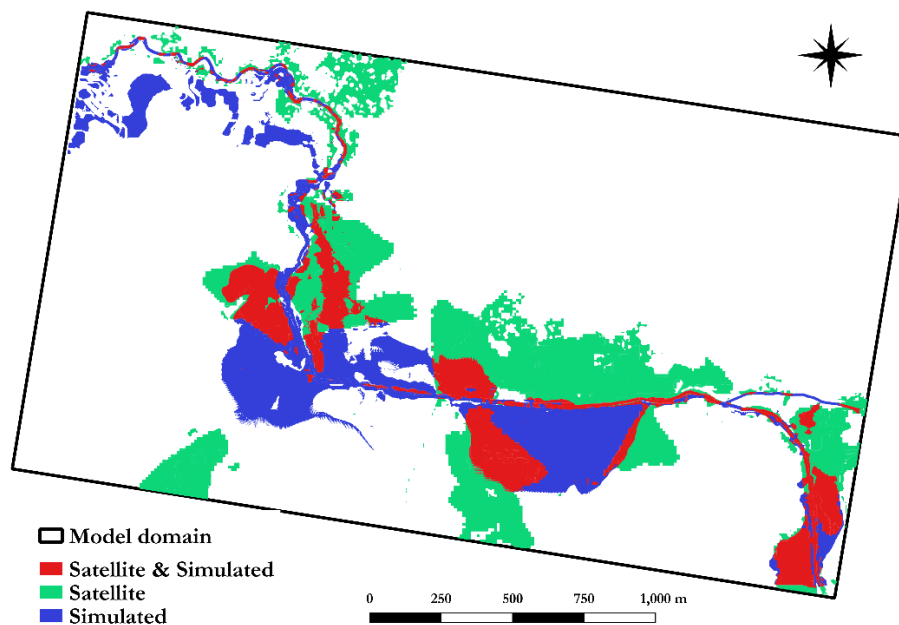 Model domain
Satellite & Simulated
Satellite
Simulated
0 250 500 750 1,000 m